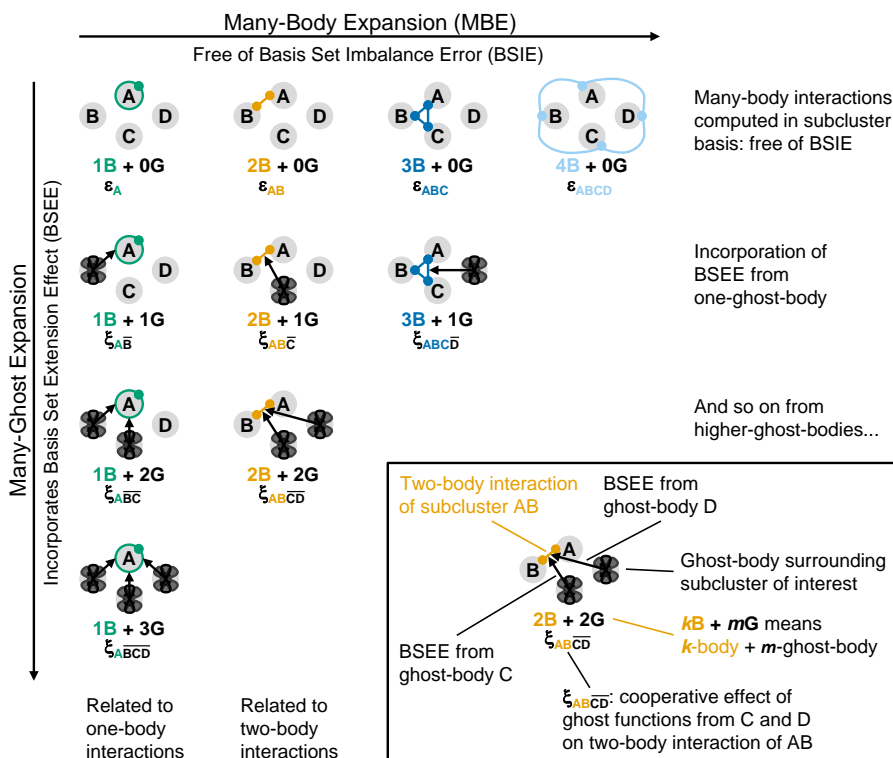 Many-Body Expansion (MBE)
Free of Basis Set Imbalance Error (BSIE)
Many-Ghost Expansion
Incorporates Basis Set Extension Effect (BSEE)
A
B D
C
1B + 0G
εA
A
B D
C
2B + 0G
εAB
A
B D
C
3B + 0G
εABC
A
B D
C
4B + 0G
εABCD
Many-body interactions
computed in subcluster
basis: free of BSIE
A
D
C
1B + 1G
ξAB̅
A
B D
2B + 1G
ξABC̅
A
B
C
3B + 1G
ξABCD̅
Incorporation of
BSEE from
one-ghost-body
A
D
1B + 2G
ξAB̅C̅
A
B
2B + 2G
ξABC̅D̅
And so on from
higher-ghost-bodies...
A
1B + 3G
ξAB̅C̅D̅
Related to
one-body
interactions
Related to
two-body
interactions
Two-body interaction
of subcluster AB
BSEE from
ghost-body D
A
B
Ghost-body surrounding
subcluster of interest
2B + 2G
ξABC̅D̅
kB + mG means
k-body + m-ghost-body
BSEE from
ghost-body C
ξABC̅D̅: cooperative effect of
ghost functions from C and D
on two-body interaction of AB